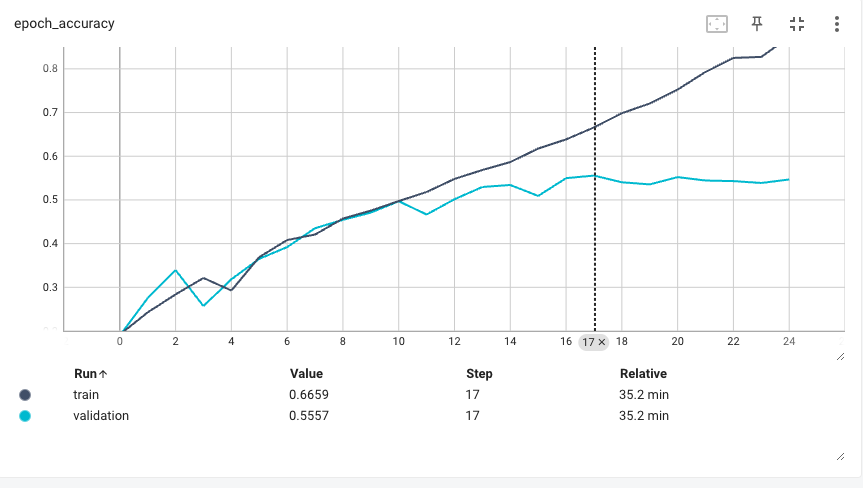 epoch_accuracy
0.8
0.7
0.6
0.5
0.4
0.3
0 2 4 6 8 10 12 14 16 17 × 18 20 22 24
Run↑ Value Step Relative
train 0.6659 17 35.2 min
validation 0.5557 17 35.2 min